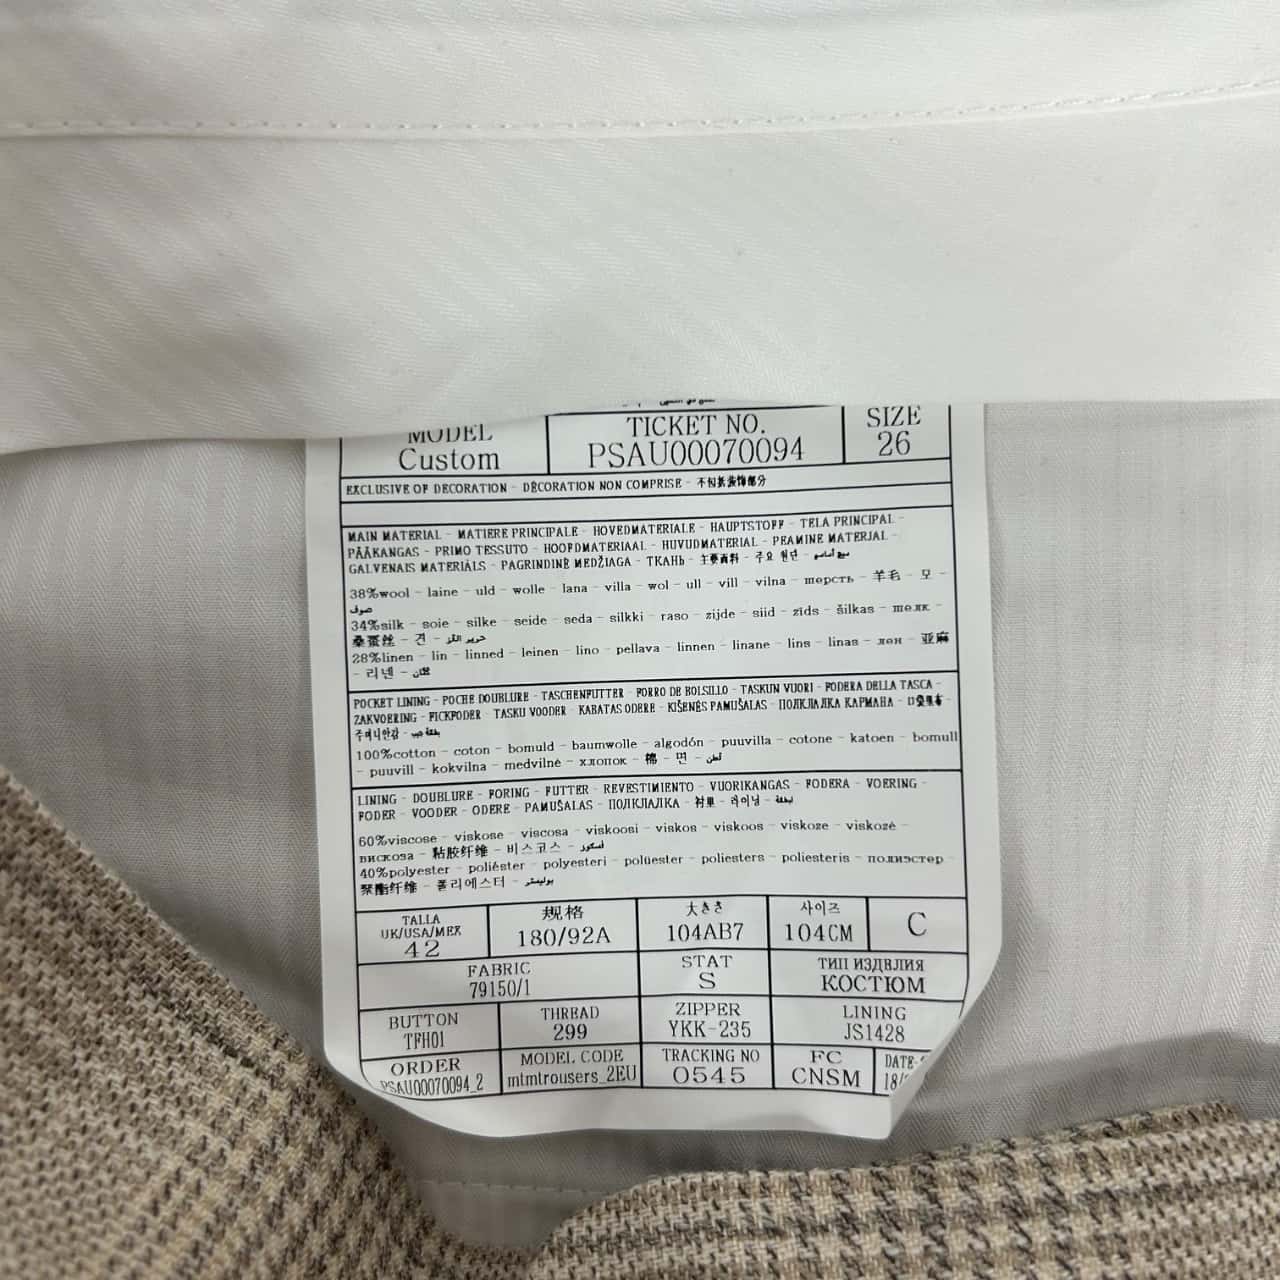 MODEL
Custom
TICKET NO.
PSAU00070094
SIZE
26
EXCLUSIVE OF DECORATION - DÉCORATION NON COMPRISE - 不包括装饰部分
MAIN MATERIAL - MATIERE PRINCIPALE - HOVEDMATERIALE - HAUPTSTOFF - TELA PRINCIPAL -
PÄÄKANGAS - PRIMO TESSUTO - HOOFDMATERIAAL - HUVUDMATERIAL - PEAMINE MATERJAL -
GALVENAIS MATERIĀLS - PAGRINDINĖ MEDŽIAGA - ТКАНЬ - 主要面料 - 주요 원단 -
38%wool - laine - uld - wolle - lana - villa - wol - ull - vill - vilna - шерсть - 羊毛 - 모 -
صوف
34%silk - soie - silke - seide - seda - silkki - raso - zijde - siid - zīds - šilkas - шелк -
桑蚕丝 - 견 -
28%linen - lin - linned - leinen - lino - pellava - linnen - linane - lins - linas - лен - 亚麻
- 리넨 - كتان
POCKET LINING - POCHE DOUBLURE - TASCHENFUTTER - FORRO DE BOLSILLO - TASKUN VUORI - FODERA DELLA TASCA -
ZAKVOERING - FICKFODER - TASKU VOODER - KABATAS ODERE - KIŠENĖS PAMUŠALAS - ПОДКЛАДКА КАРМАНА - 口袋里布 -
주머니안감 -
100%cotton - coton - bomuld - baumwolle - algodón - puuvilla - cotone - katoen - bomull
- puuvill - kokvilna - medvilnė - хлопок - 棉 - 면 - قطن
LINING - DOUBLURE - FORING - FUTTER - REVESTIMIENTO - VUORIKANGAS - FODERA - VOERING -
FODER - VOODER - ODERE - PAMUŠALAS - ПОДКЛАДКА - 衬里 - 라이닝 - بطانة
60%viscose - viskose - viscosa - viskoosi - viskos - viskoos - viskoze - viskozė -
вискоза - 粘胶纤维 - 비스코스 - فسكوز
40%polyester - poliéster - polyesteri - polüester - poliesters - poliesteris - полиэстер -
聚酯纤维 - 폴리에스터 - بوليستر
TALLA
UK/USA/MEX
42
规格
180/92A
大きさ
104AB7
사이즈
104CM
C
FABRIC
79150/1
STAT
S
ТИП ИЗДЕЛИЯ
КОСТЮМ
BUTTON
TFH01
THREAD
299
ZIPPER
YKK-235
LINING
JS1428
ORDER
PSAU00070094_2
MODEL CODE
mtmtrousers_2EU
TRACKING NO
0545
FC
CNSM
DATE-
18/